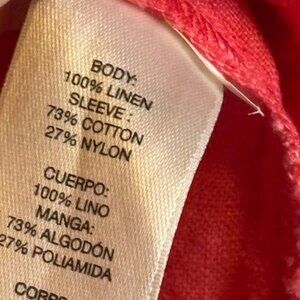 BODY:
100% LINEN
SLEEVE :
73% COTTON
27% NYLON
CUERPO:
100% LINO
MANGA:
73% ALGODÓN
27% POLIAMIDA